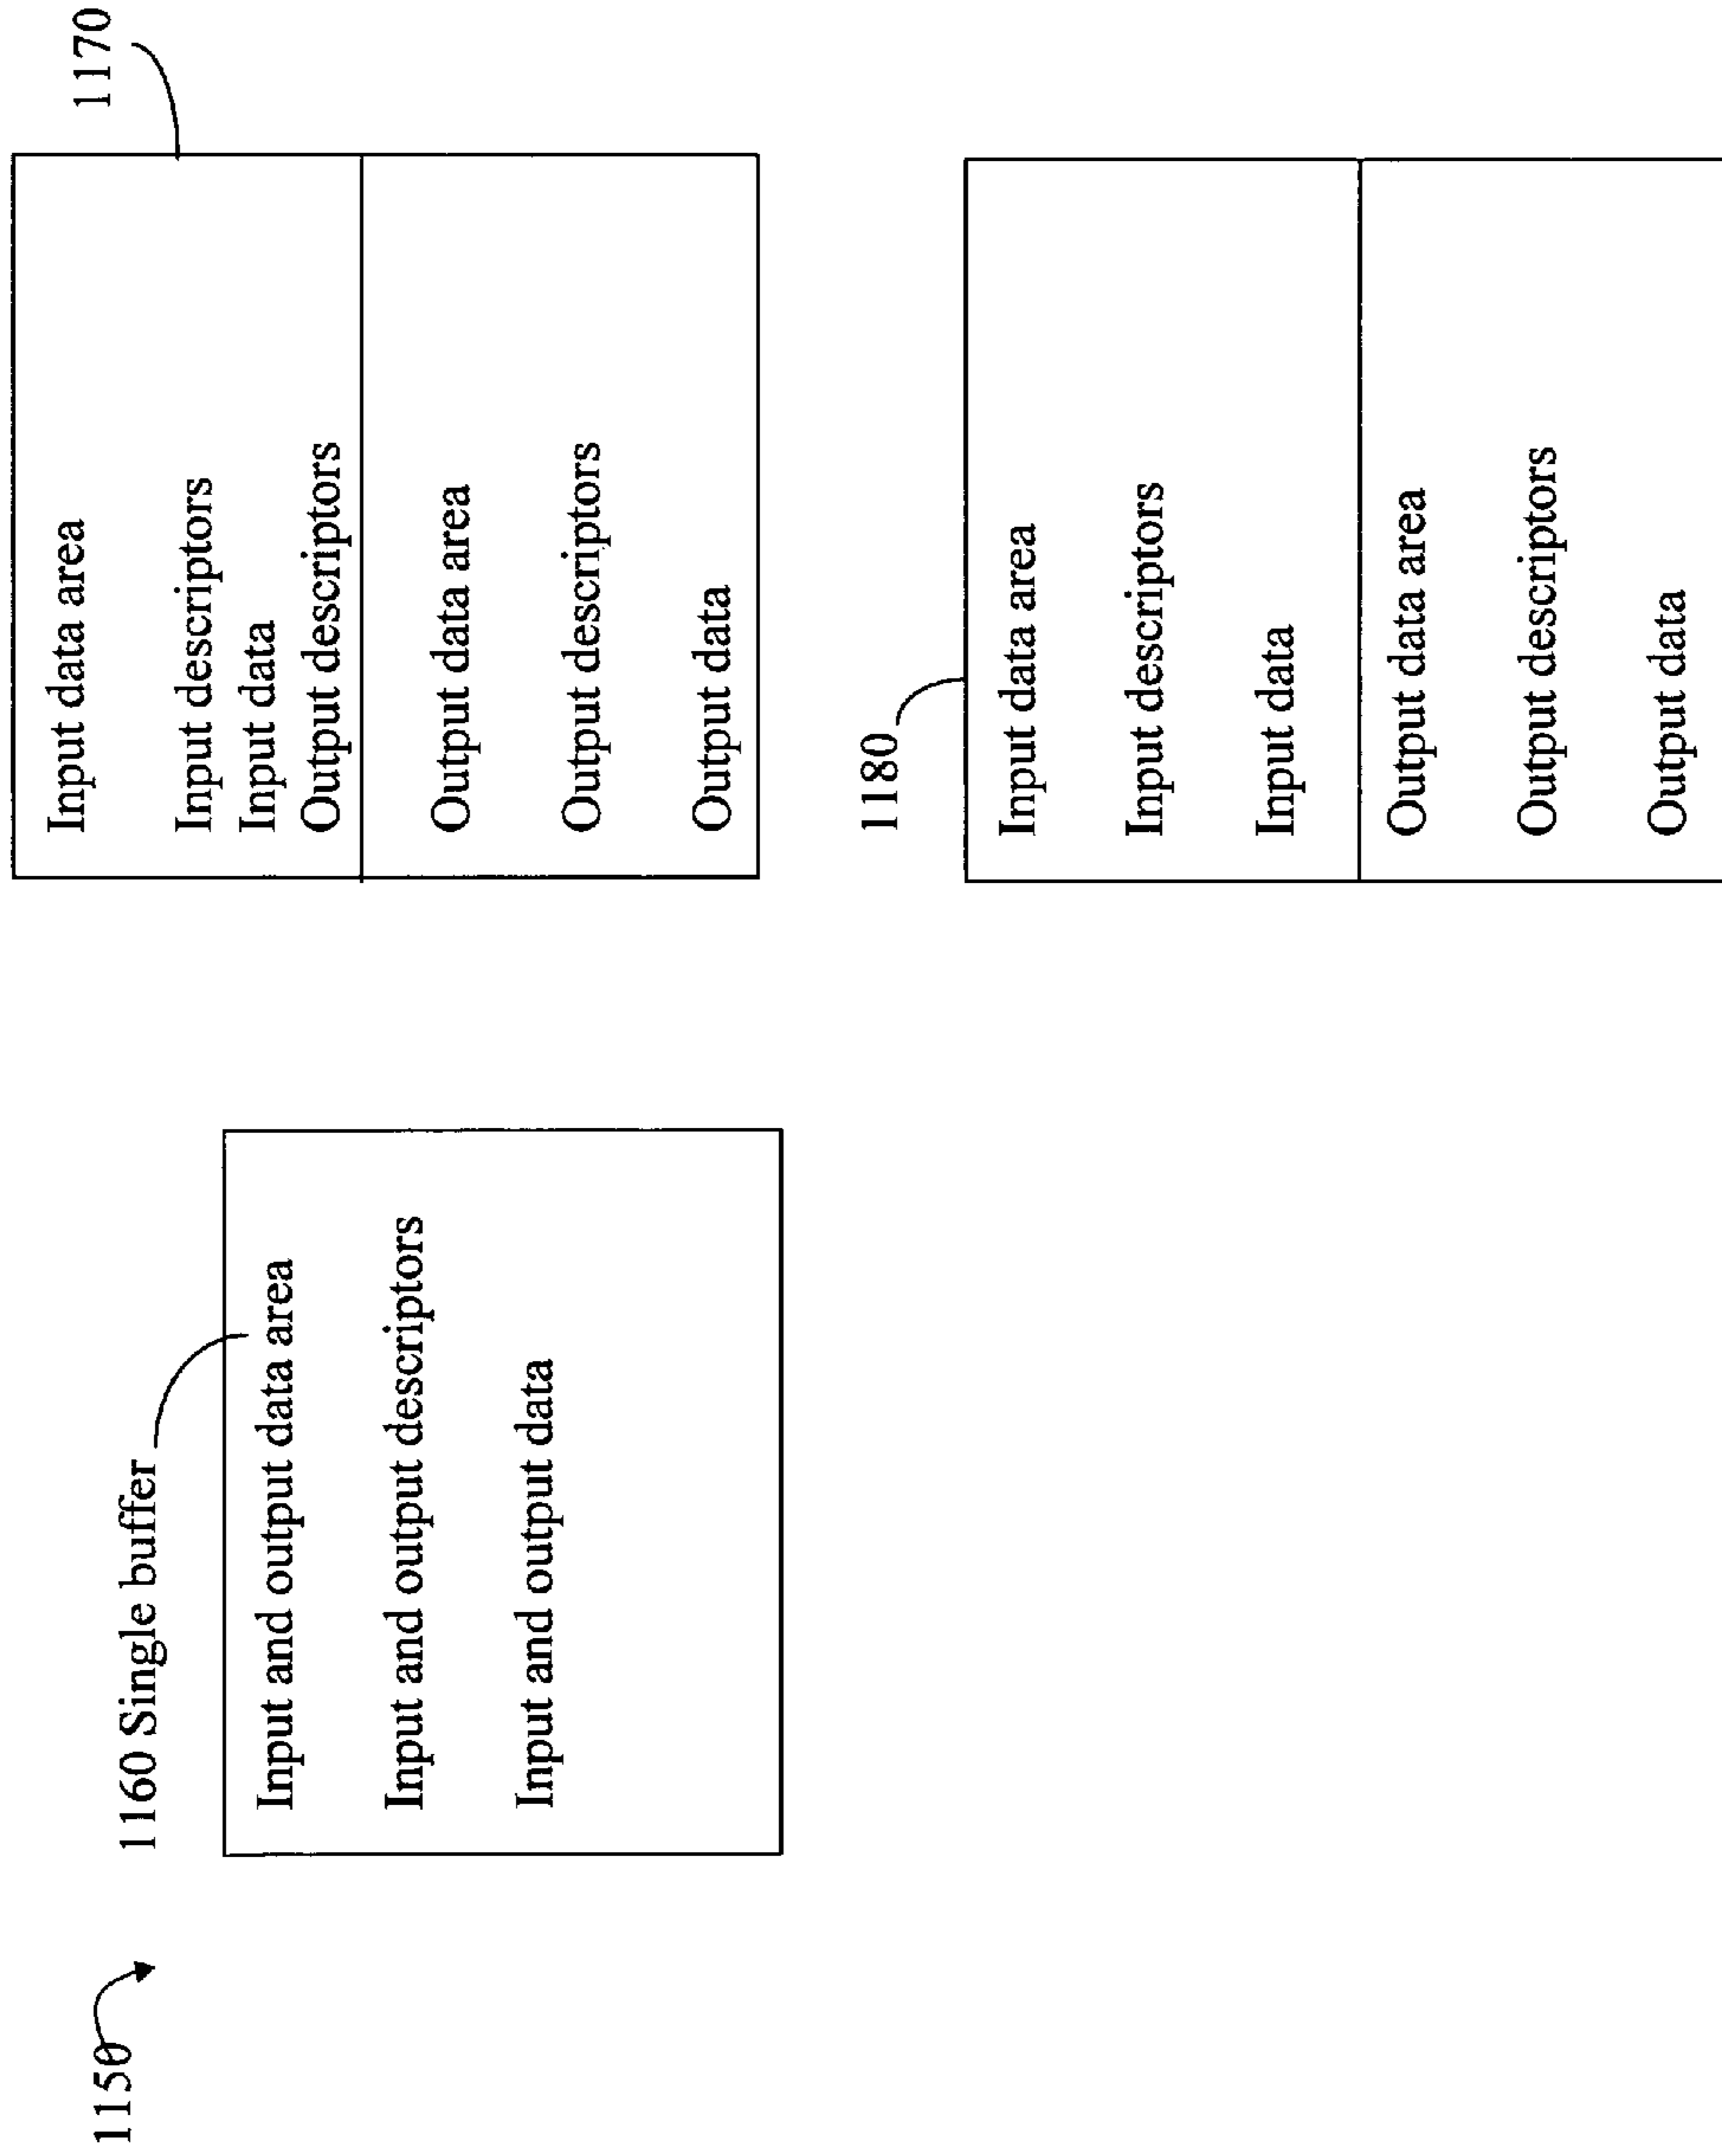 1150
1160 Single buffer
Input and output data area
Input and output descriptors
Input and output data
1170
Input data area
Input descriptors
Input data
Output descriptors
Output data area
Output descriptors
Output data
1180
Input data area
Input descriptors
Input data
Output data area
Output descriptors
Output data